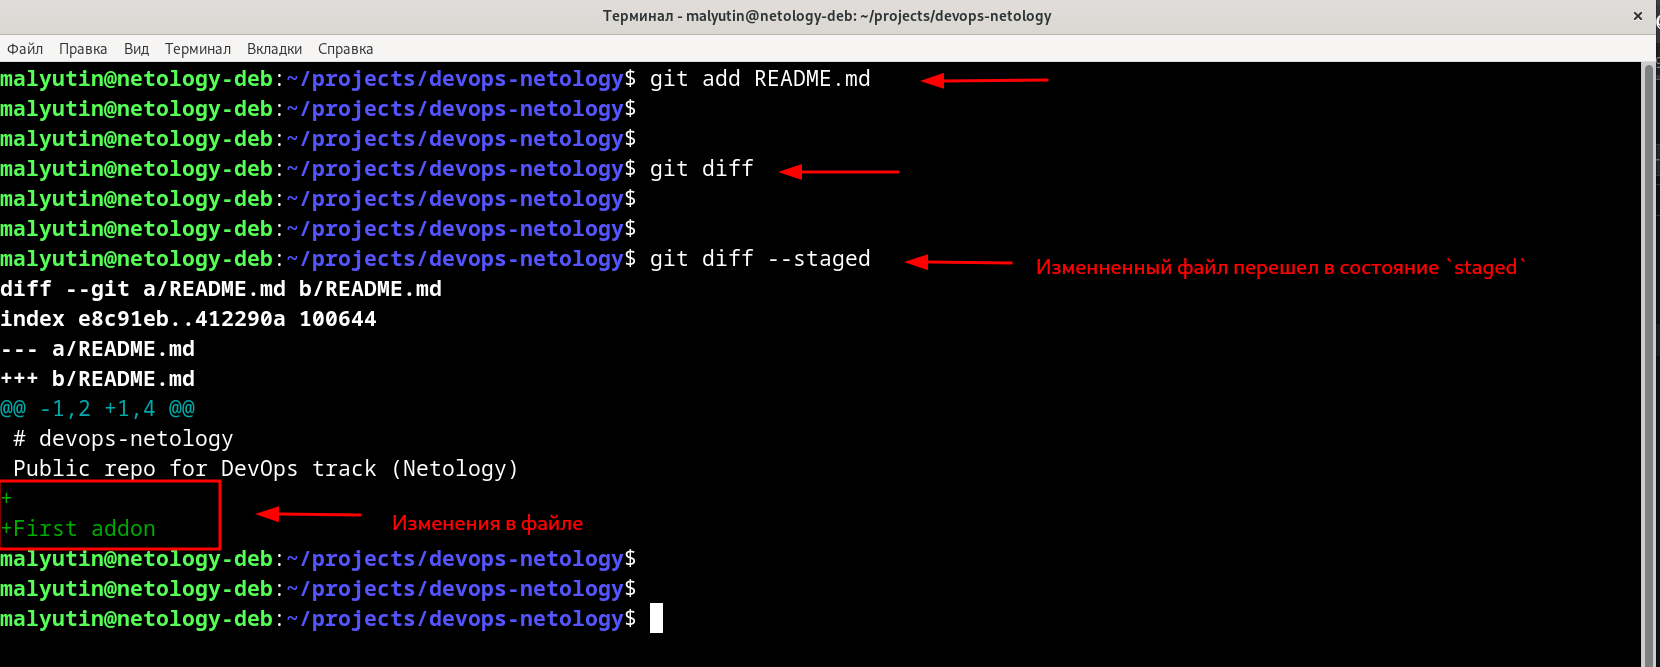 Терминал - malyutin@netology-deb: ~/projects/devops-netology
Файл Правка Вид Терминал Вкладки Справка
malyutin@netology-deb:~/projects/devops-netology$ git add README.md
malyutin@netology-deb:~/projects/devops-netology$
malyutin@netology-deb:~/projects/devops-netology$
malyutin@netology-deb:~/projects/devops-netology$ git diff
malyutin@netology-deb:~/projects/devops-netology$
malyutin@netology-deb:~/projects/devops-netology$
malyutin@netology-deb:~/projects/devops-netology$ git diff --staged
Измненненный файл перешел в состояние `staged`
diff --git a/README.md b/README.md
index e8c91eb..412290a 100644
--- a/README.md
+++ b/README.md
@@ -1,2 +1,4 @@
 # devops-netology
 Public repo for DevOps track (Netology)
+
+First addon
Изменения в файле
malyutin@netology-deb:~/projects/devops-netology$
malyutin@netology-deb:~/projects/devops-netology$
malyutin@netology-deb:~/projects/devops-netology$